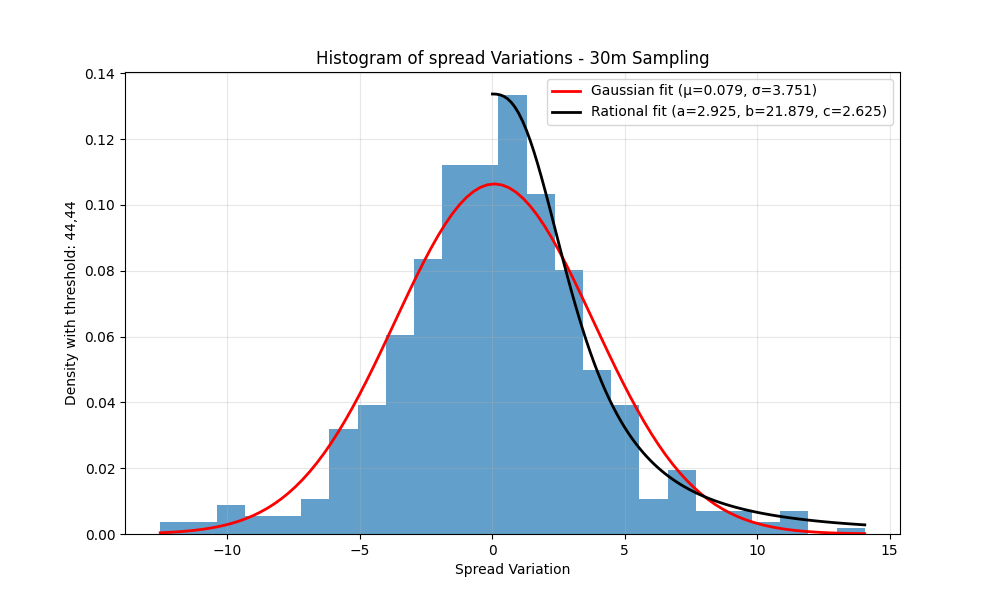 Histogram of spread Variations - 30m Sampling
Gaussian fit (μ=0.079, σ=3.751)
Rational fit (a=2.925, b=21.879, c=2.625)
Density with threshold: 44,44
0.14
0.12
0.10
0.08
0.06
0.04
0.02
0.00
−10
−5
0
5
10
15
Spread Variation